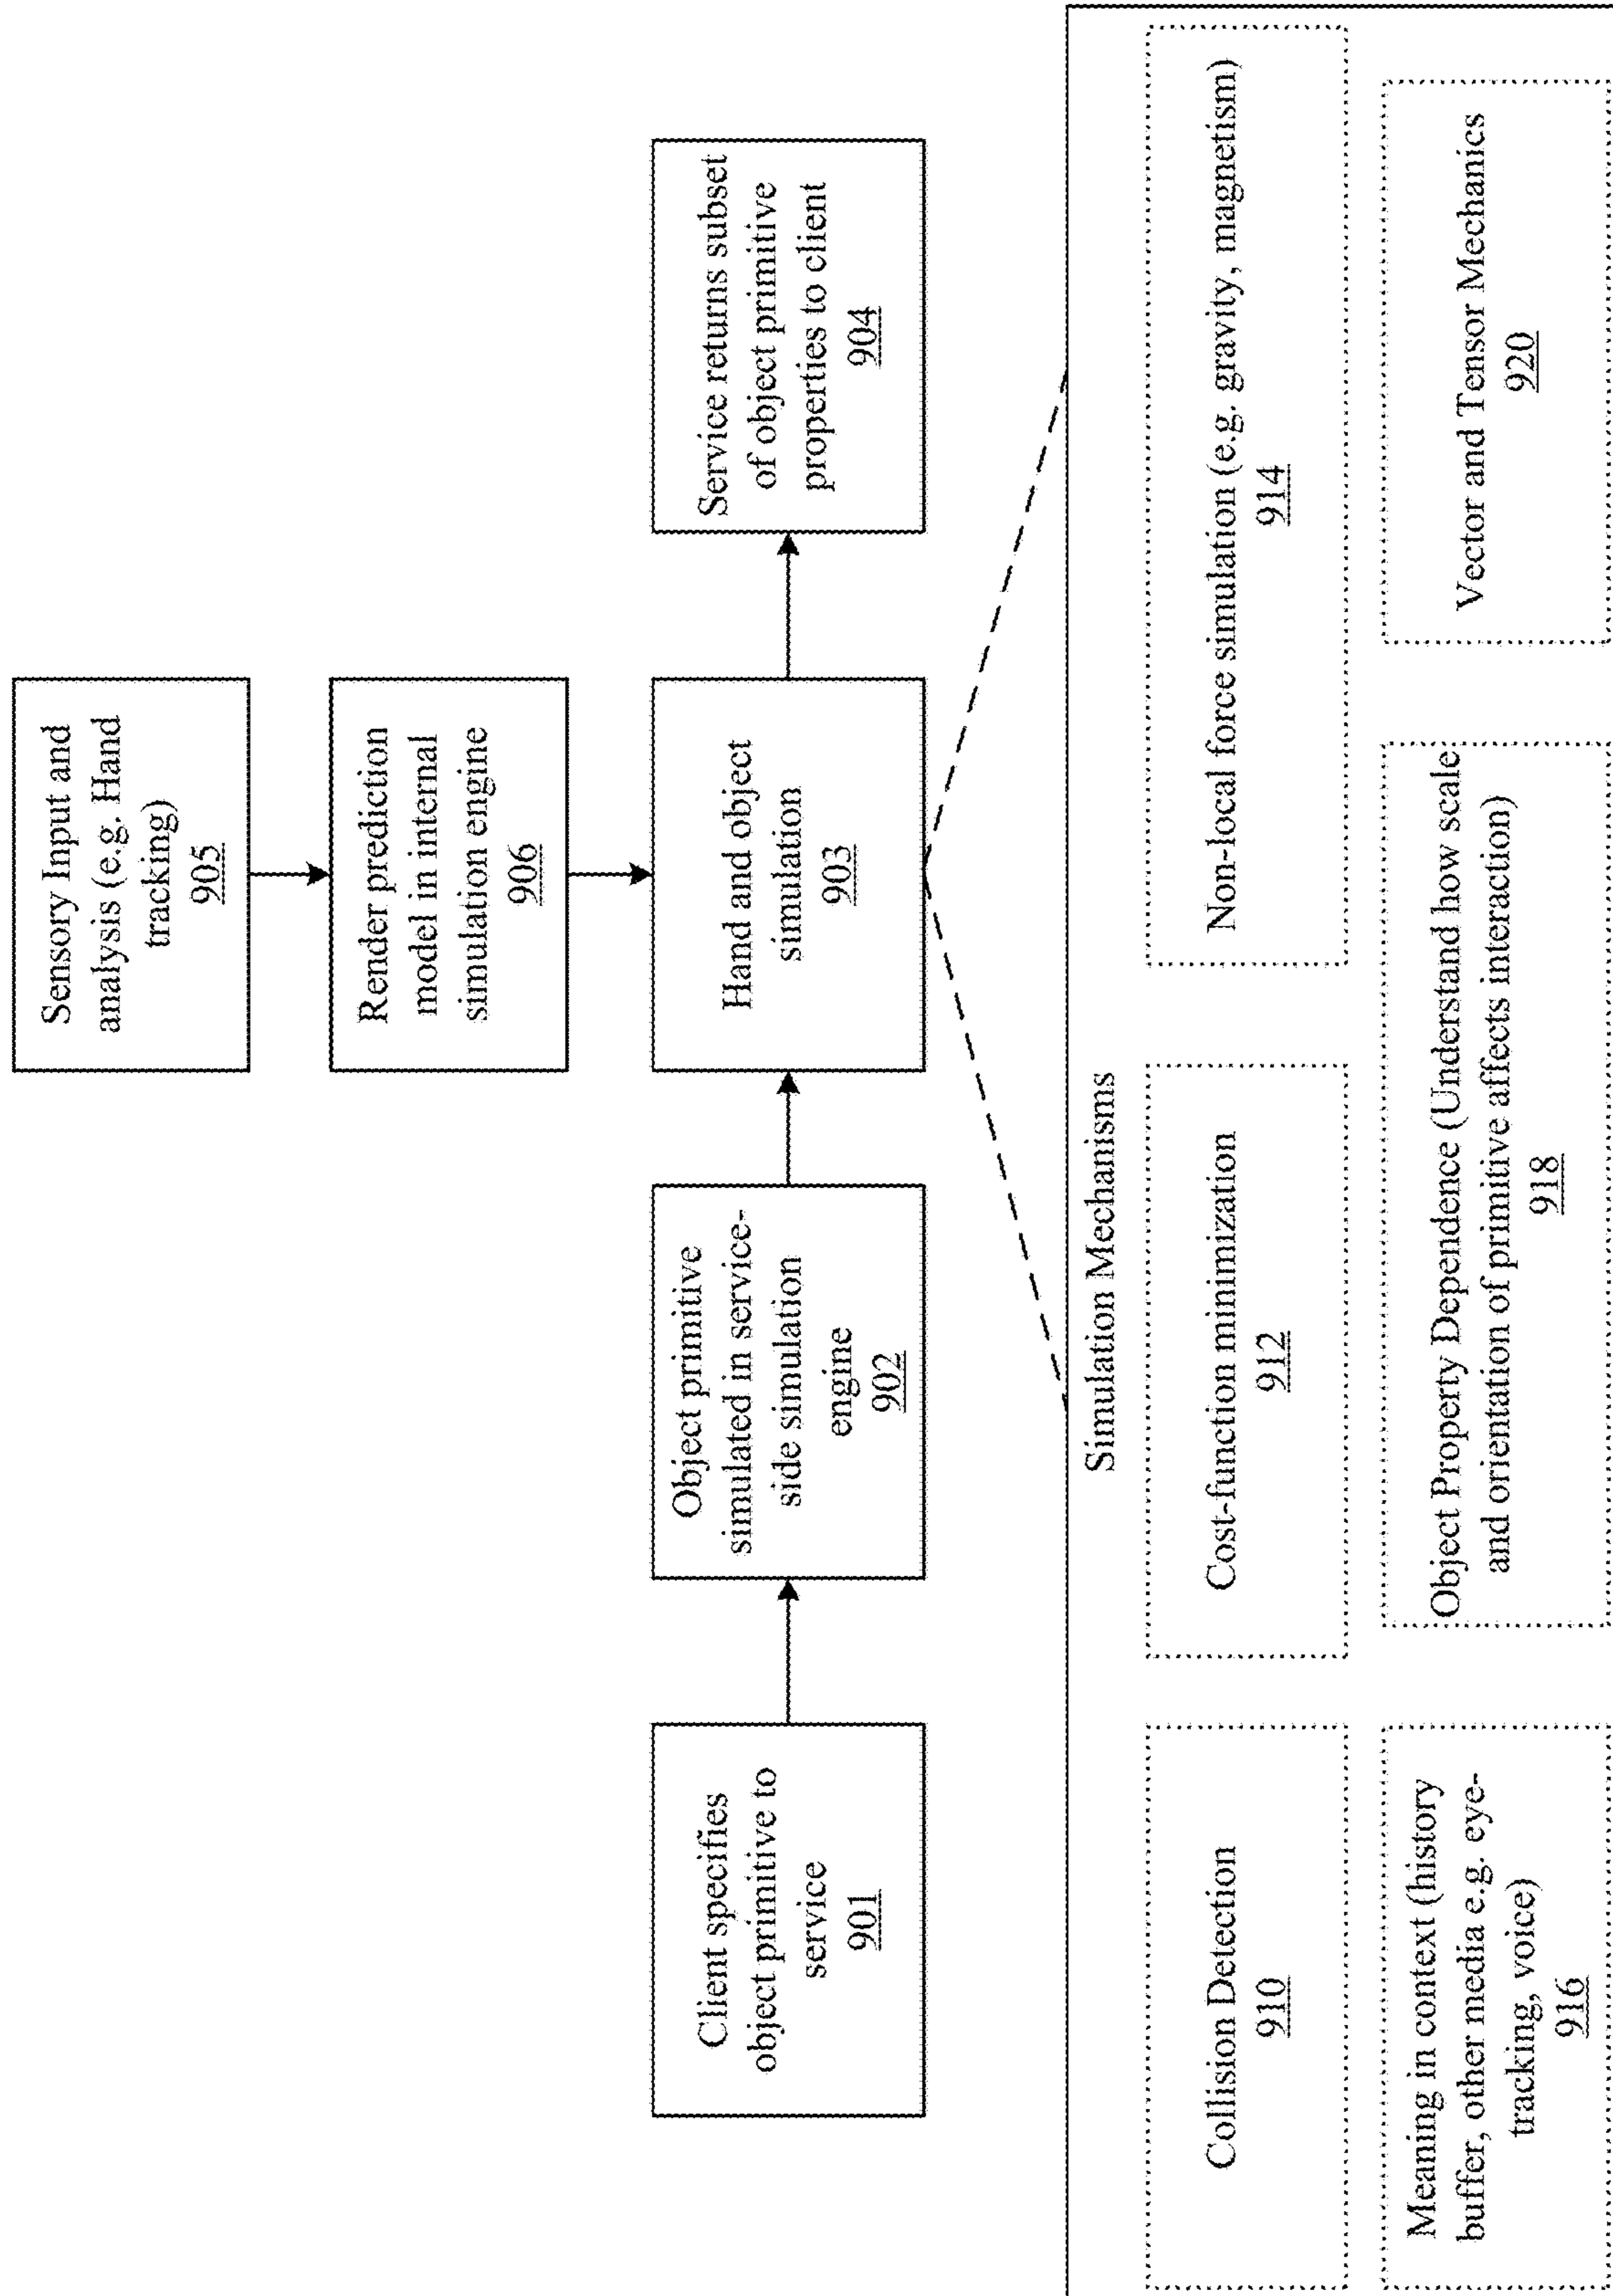 Sensory Input and
analysis (e.g. Hand
tracking)
905
Render prediction
model in internal
simulation engine
906
Client specifies
object primitive to
service
901
Object primitive
simulated in service-
side simulation
engine
902
Hand and object
simulation
903
Service returns subset
of object primitive
properties to client
904
Simulation Mechanisms
Collision Detection
910
Cost-function minimization
912
Non-local force simulation (e.g. gravity, magnetism)
914
Meaning in context (history
buffer, other media e.g. eye-
tracking, voice)
916
Object Property Dependence (Understand how scale
and orientation of primitive affects interaction)
918
Vector and Tensor Mechanics
920